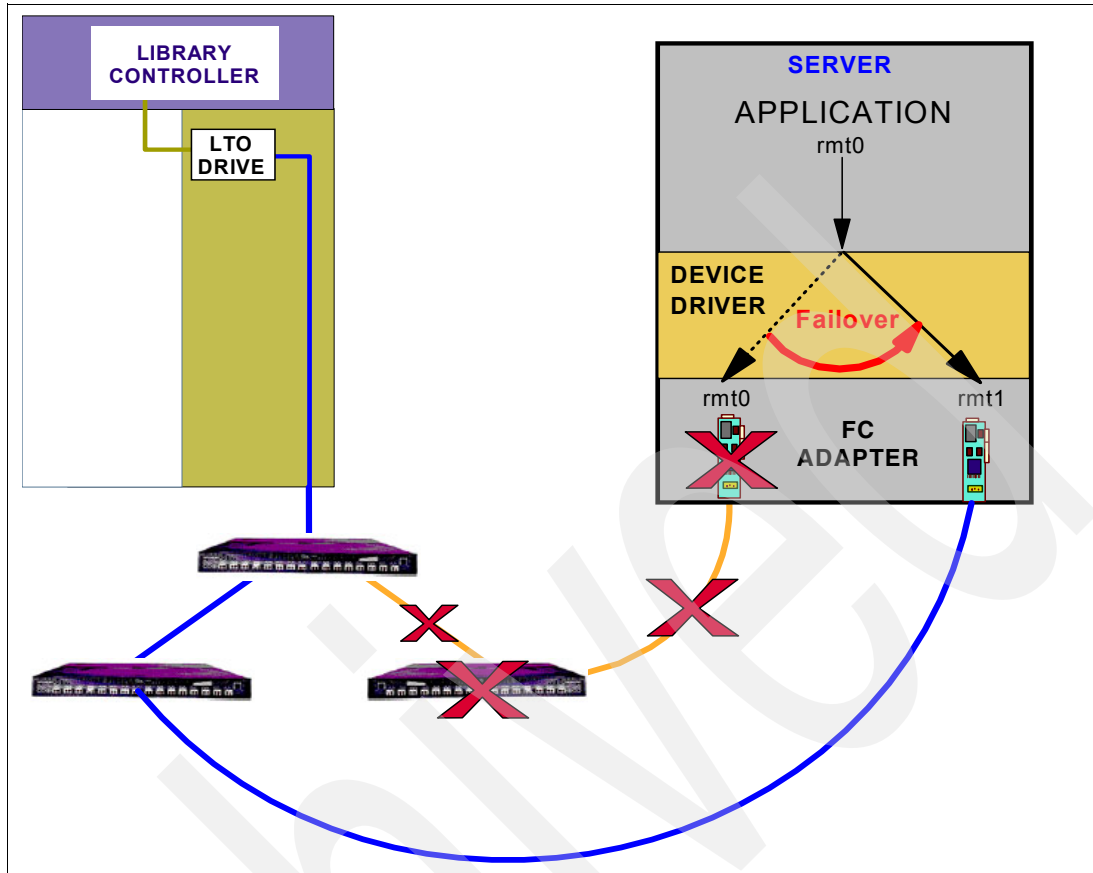 LIBRARY
CONTROLLER
LTO
DRIVE
SERVER
APPLICATION
rmt0
DEVICE
DRIVER
Failover
rmt0
rmt1
FC
ADAPTER